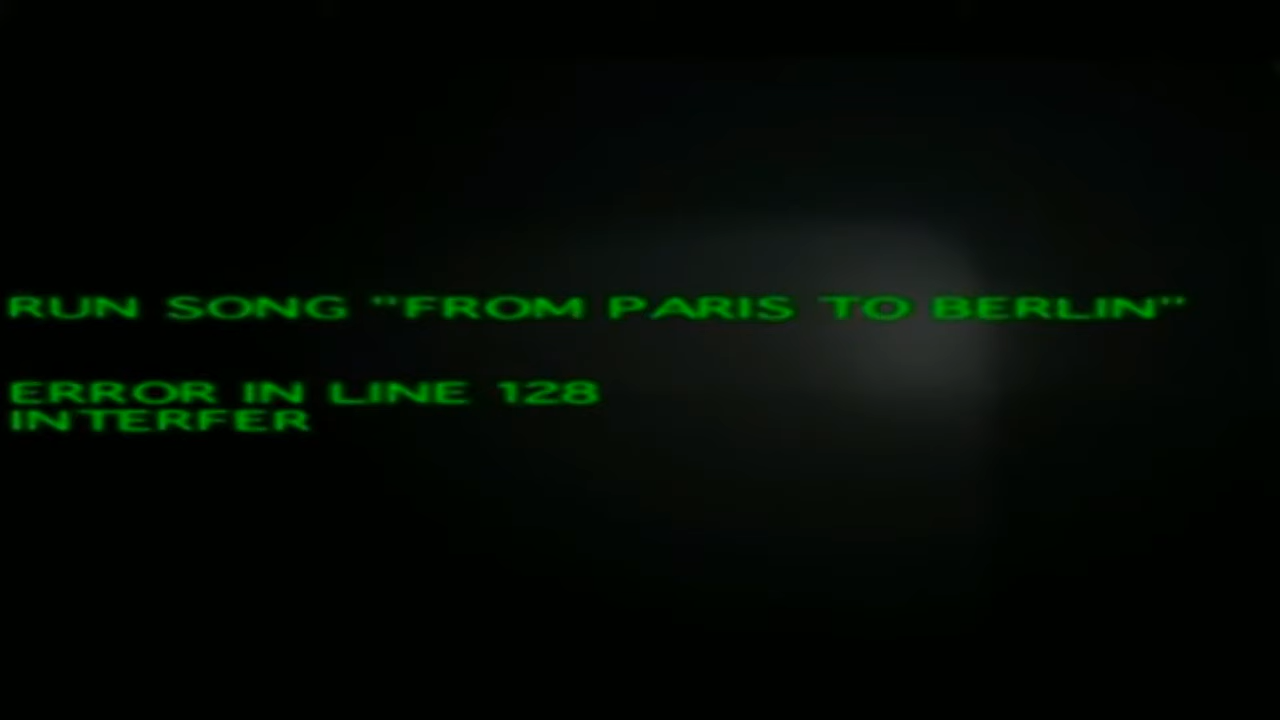 RUN SONG "FROM PARIS TO BERLIN"
ERROR IN LINE 128
INTERFER